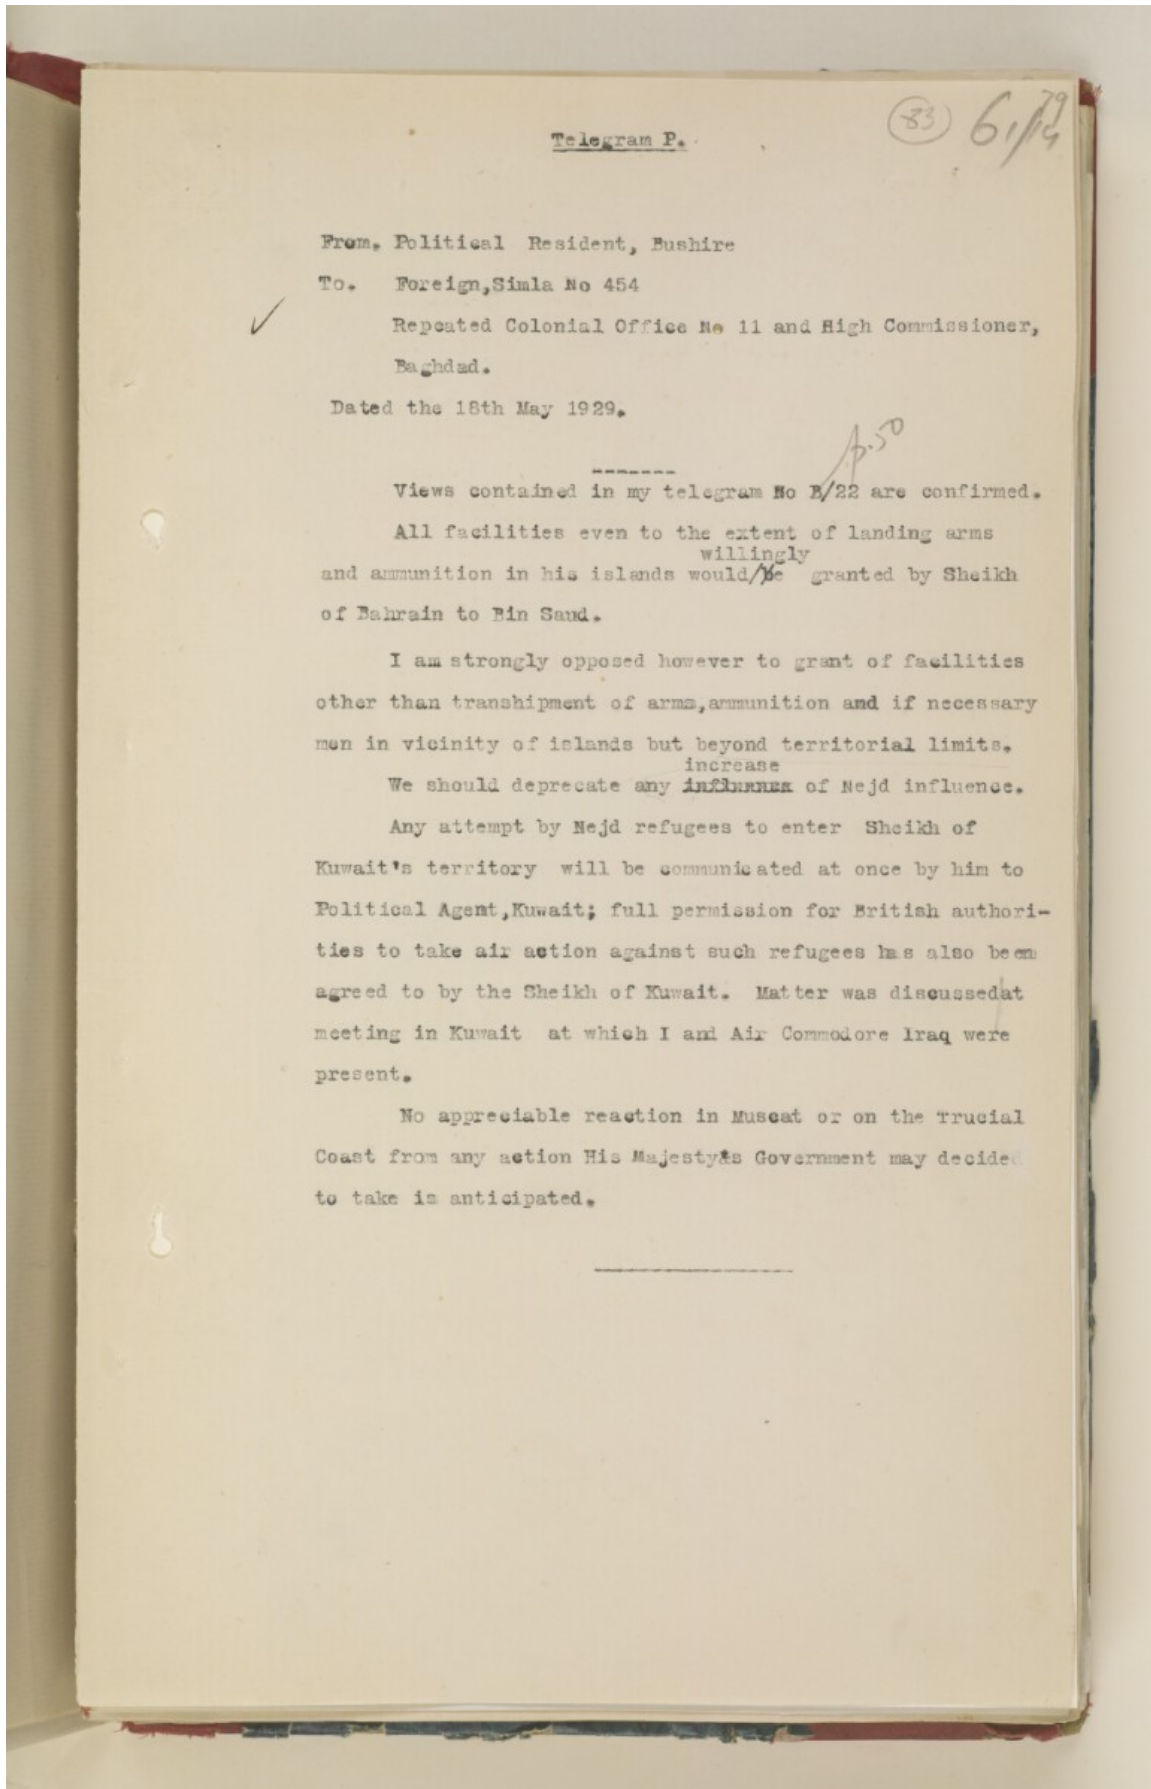 83
79
Telegram P.
From. Political Resident, Bushire
To. Foreign,Simla No 454
Repeated Colonial Office No 11 and High Commissioner,
Baghdad.
Dated the 18th May 1929.
p.50
-------
Views contained in my telegram No B/22 are confirmed.
All facilities even to the extent of landing arms
willingly
and ammunition in his islands would/be granted by Sheikh
of Bahrain to Bin Saud.
I am strongly opposed however to grant of facilities
other than transhipment of arms,ammunition and if necessary
men in vicinity of islands but beyond territorial limits.
increase
We should deprecate any influence of Nejd influence.
Any attempt by Nejd refugees to enter Sheikh of
Kuwait's territory will be communicated at once by him to
Political Agent,Kuwait; full permission for British authori-
ties to take air action against such refugees has also been
agreed to by the Sheikh of Kuwait. Matter was discussedat
meeting in Kuwait at which I and Air Commodore Iraq were
present.
No appreciable reaction in Muscat or on the Trucial
Coast from any action His Majesty&s Government may decided
to take is anticipated.